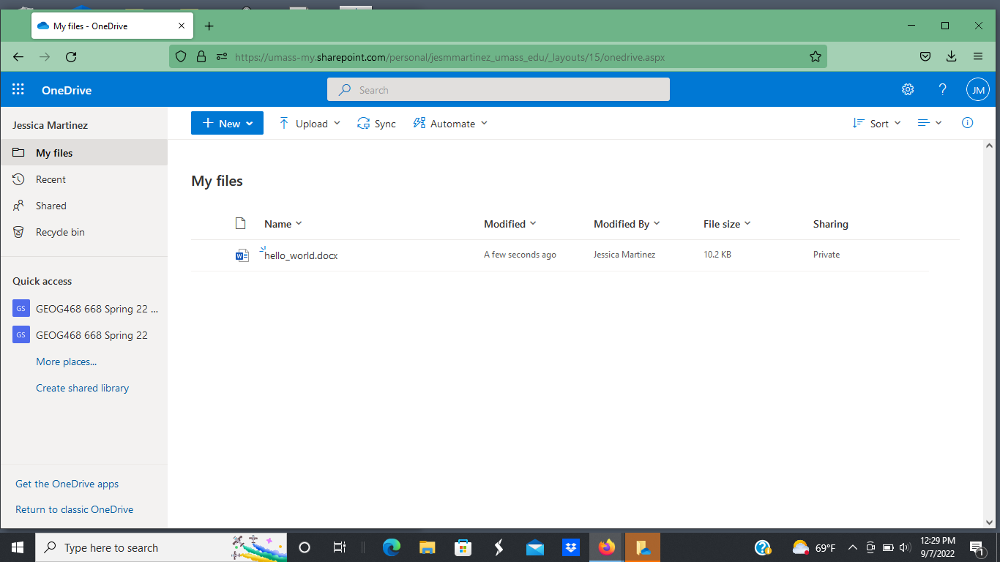 My files - OneDrive
https://umass-my.sharepoint.com/personal/jesmmartinez_umass_edu/_layouts/15/onedrive.aspx
OneDrive
Search
?
JM
Jessica Martinez
New
Upload
Sync
Automate
Sort
My files
Recent
Shared
Recycle bin
My files
Name Modified Modified By File size Sharing
hello_world.docx A few seconds ago Jessica Martinez 10.2 KB Private
Quick access
GS GEOG468 668 Spring 22 ...
GS GEOG468 668 Spring 22
More places...
Create shared library
Get the OneDrive apps
Return to classic OneDrive
Type here to search
69°F
12:29 PM
9/7/2022
1